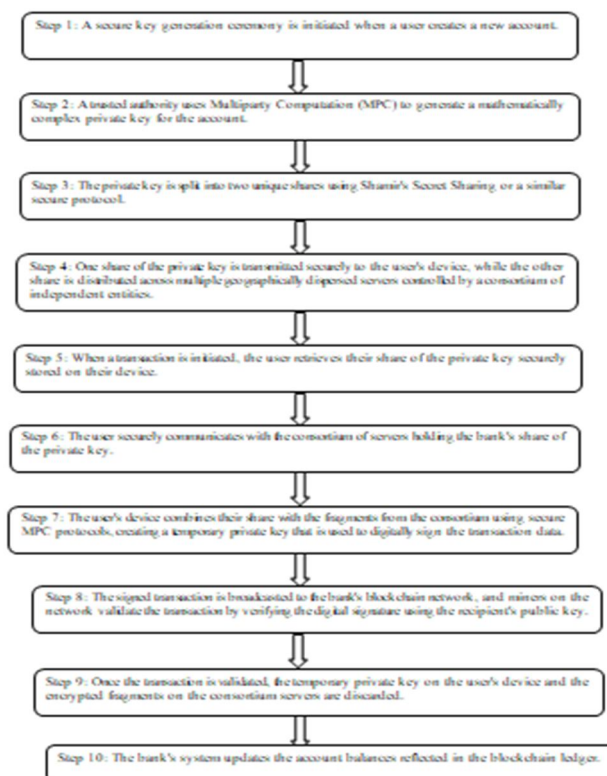 Step 1: A secure key generation ceremony is initiated when a user creates a new account.
Step 2: A trusted authority uses Multiparty Computation (MPC) to generate a mathematically
complex private key for the account.
Step 3: The private key is split into two unique shares using Shamir's Secret Sharing or a similar
secure protocol.
Step 4: One share of the private key is transmitted securely to the user's device, while the other
share is distributed across multiple geographically dispersed servers controlled by a consortium of
independent entities.
Step 5: When a transaction is initiated, the user retrieves their share of the private key securely
stored on their device.
Step 6: The user securely communicates with the consortium of servers holding the bank's share of
the private key.
Step 7: The user's device combines their share with the fragments from the consortium using secure
MPC protocols, creating a temporary private key that is used to digitally sign the transaction data.
Step 8: The signed transaction is broadcasted to the bank's blockchain network, and miners on the
network validate the transaction by verifying the digital signature using the recipient's public key.
Step 9: Once the transaction is validated, the temporary private key on the user's device and the
encrypted fragments on the consortium servers are discarded.
Step 10: The bank's system updates the account balances reflected in the blockchain ledger.